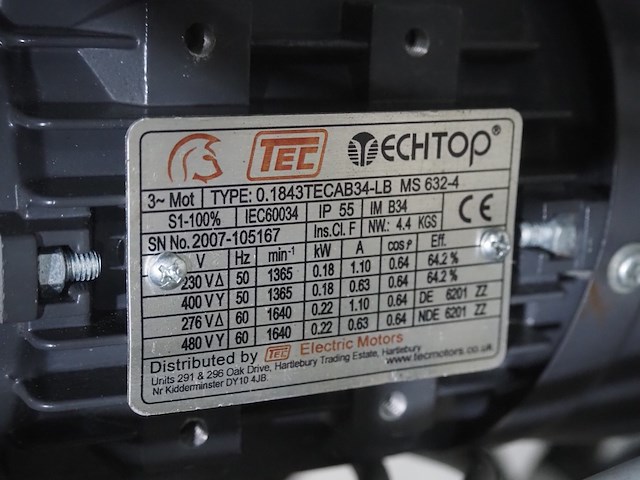 TEC TECHTOP®
3~ Mot TYPE: 0.1843TECAB34-LB MS 632-4
S1-100% IEC60034 IP 55 IM B34 CE
SN No. 2007-105167 Ins.Cl. F NW.: 4.4 KGS
V Hz min⁻¹ kW A cos φ Eff.
230 VΔ 50 1365 0.18 1.10 0.64 64.2 %
400 VY 50 1365 0.18 0.63 0.64 64.2 %
276 VΔ 60 1640 0.22 1.10 0.64 DE 6201 ZZ
480 VY 60 1640 0.22 0.63 0.64 NDE 6201 ZZ
Distributed by TEC Electric Motors
Units 291 & 296 Oak Drive, Hartlebury Trading Estate, Hartlebury
Nr Kidderminster DY10 4JB. www.tecmotors.co.uk